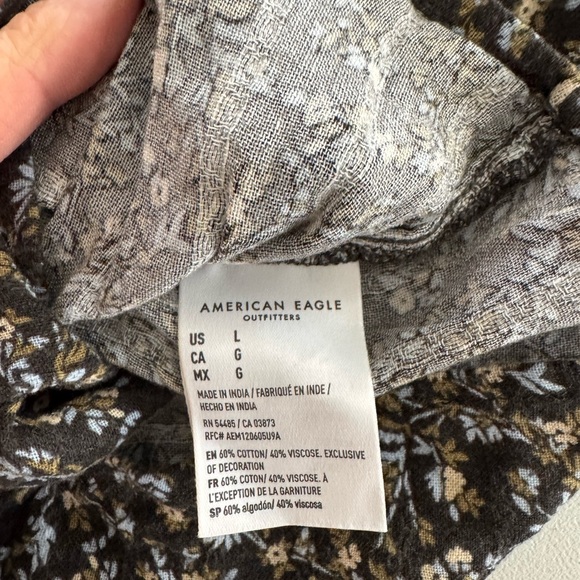 AMERICAN EAGLE
OUTFITTERS
US L
CA G
MX G
MADE IN INDIA / FABRIQUÉ EN INDE /
HECHO EN INDIA
RN 54485 / CA 03873
RFC# AEM120605U9A
EN 60% COTTON/ 40% VISCOSE. EXCLUSIVE
OF DECORATION
FR 60% COTON/ 40% VISCOSE. À
L'EXCEPTION DE LA GARNITURE
SP 60% algodón/ 40% viscosa